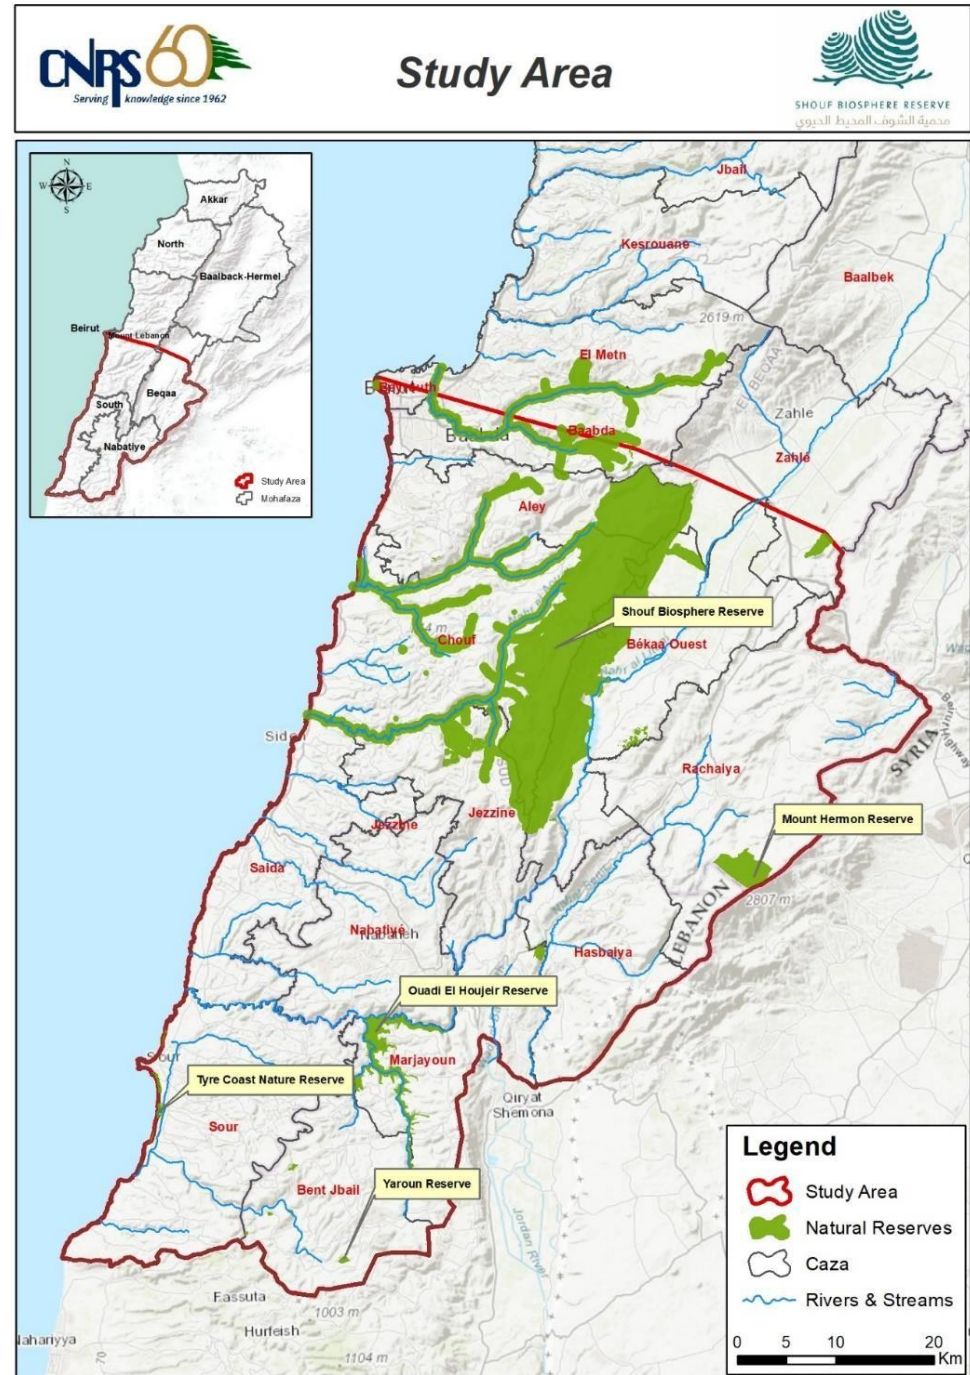 CNRS 60
Serving knowledge since 1962
Study Area
SHOUF BIOSPHERE RESERVE
محمية الشوف المحيط الحيوي
N
W E
S
Akkar
North
Baalback-Hermel
Beirut
Mount Lebanon
Beqaa
South
Nabatiye
Study Area
Mohafaza
Jbail
Kesrouane
Baalbek
2619 m
El Metn
Zahle
Baabda
Zahlé
Aley
Shouf Biosphere Reserve
Chouf
Békaa Ouest
Rachaiya
SYRIA
Jezzine
Jezzine
Mount Hermon Reserve
Saida
2807 m
LEBANON
Nabatiyé
Hasbaiya
Ouadi El Houjeir Reserve
Marjayoun
Tyre Coast Nature Reserve
Qiryat
Shemona
Sour
Yaroun Reserve
Bent Jbail
Jordan River
Fassuta
1003 m
Hurfeish
1104 m
70
Legend
Study Area
Natural Reserves
Caza
Rivers & Streams
0 5 10 20
Km